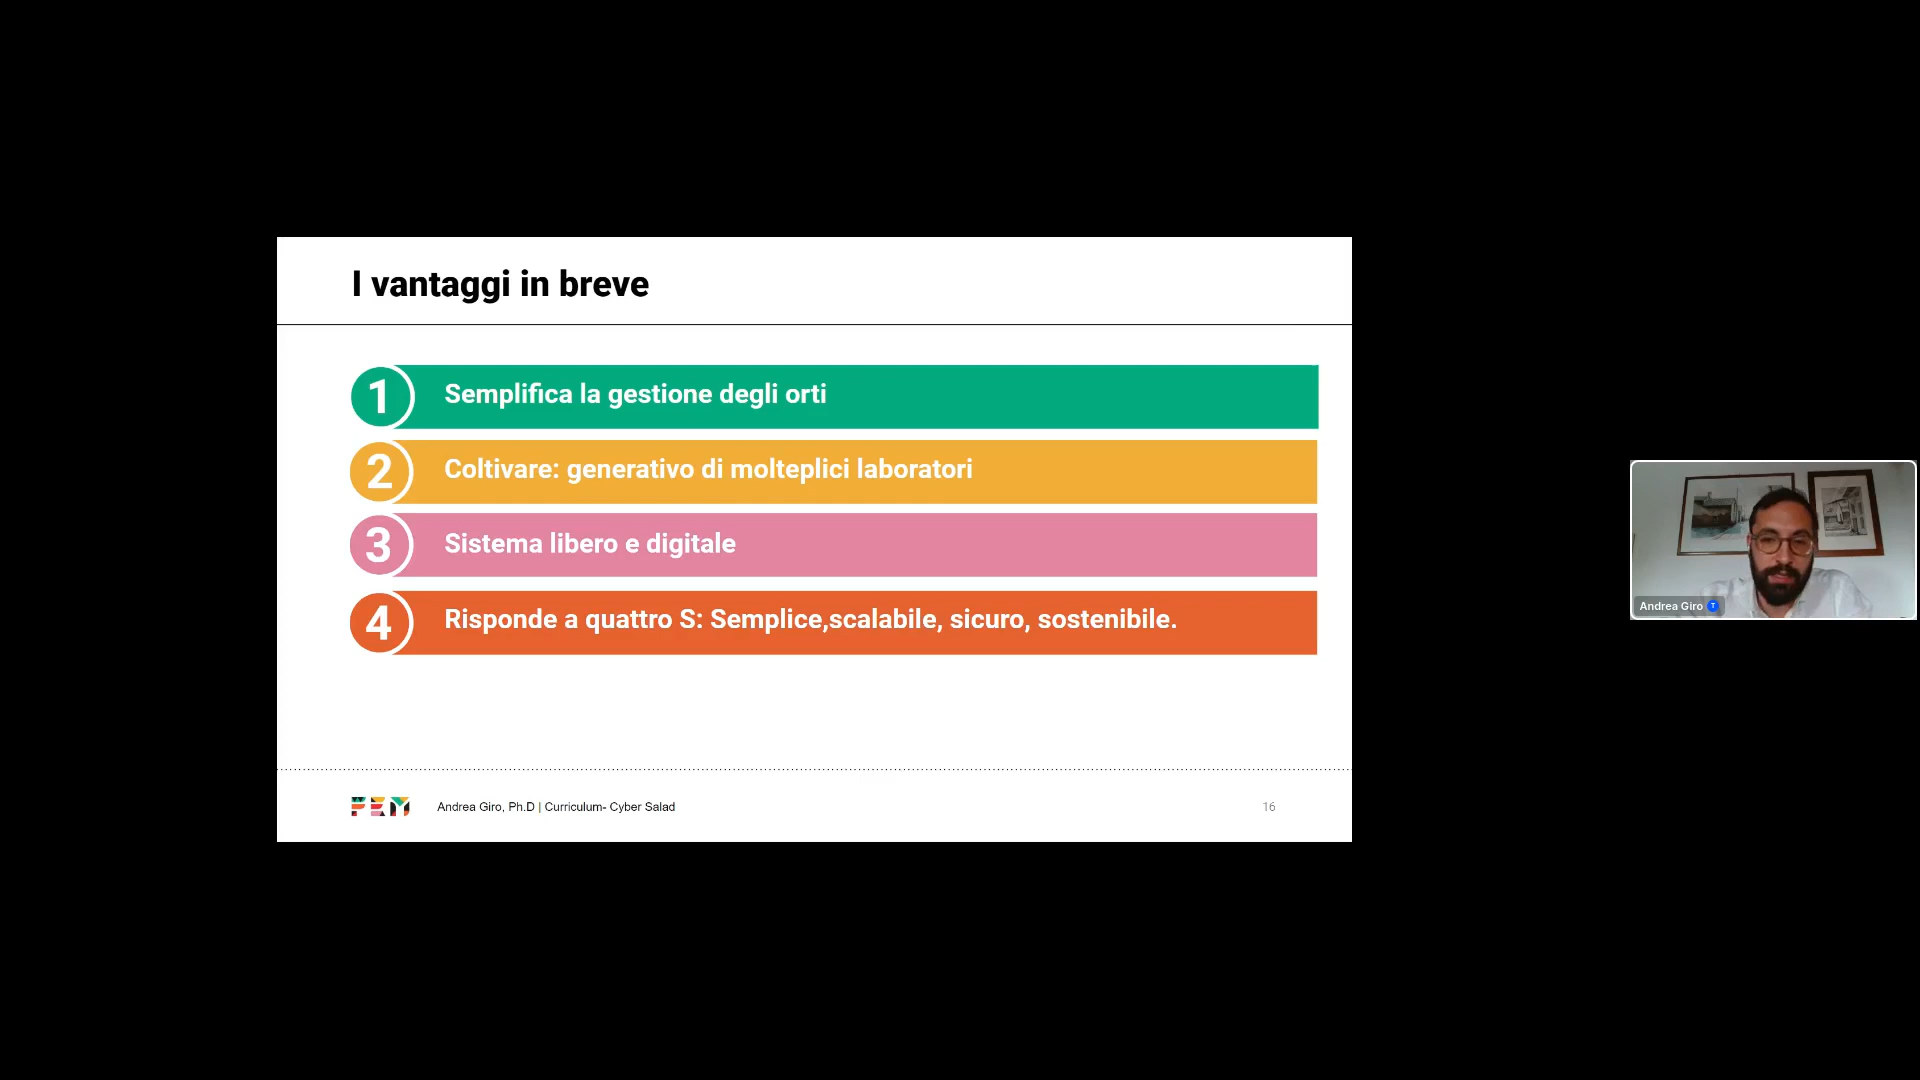 I vantaggi in breve
1 Semplifica la gestione degli orti
2 Coltivare: generativo di molteplici laboratori
3 Sistema libero e digitale
4 Risponde a quattro S: Semplice,scalabile, sicuro, sostenibile.
FEM Andrea Giro, Ph.D | Curriculum- Cyber Salad 16
Andrea Giro T